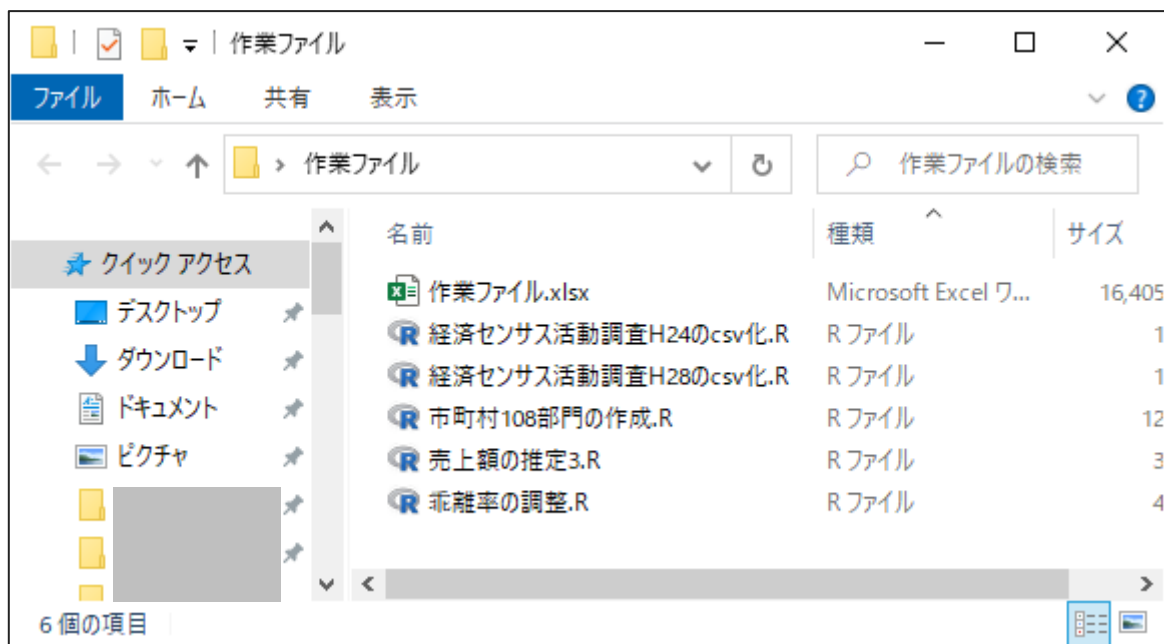 作業ファイル
ファイル ホーム 共有 表示
作業ファイル 作業ファイルの検索
名前 種類 サイズ
クイック アクセス
デスクトップ
ダウンロード
ドキュメント
ピクチャ
作業ファイル.xlsx Microsoft Excel ワ... 16,405
経済センサス活動調査H24のcsv化.R R ファイル 1
経済センサス活動調査H28のcsv化.R R ファイル 1
市町村108部門の作成.R R ファイル 12
売上額の推定3.R R ファイル 3
乖離率の調整.R R ファイル 4
6 個の項目